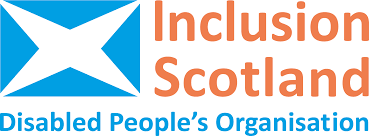 Inclusion
Scotland
Disabled People's Organisation